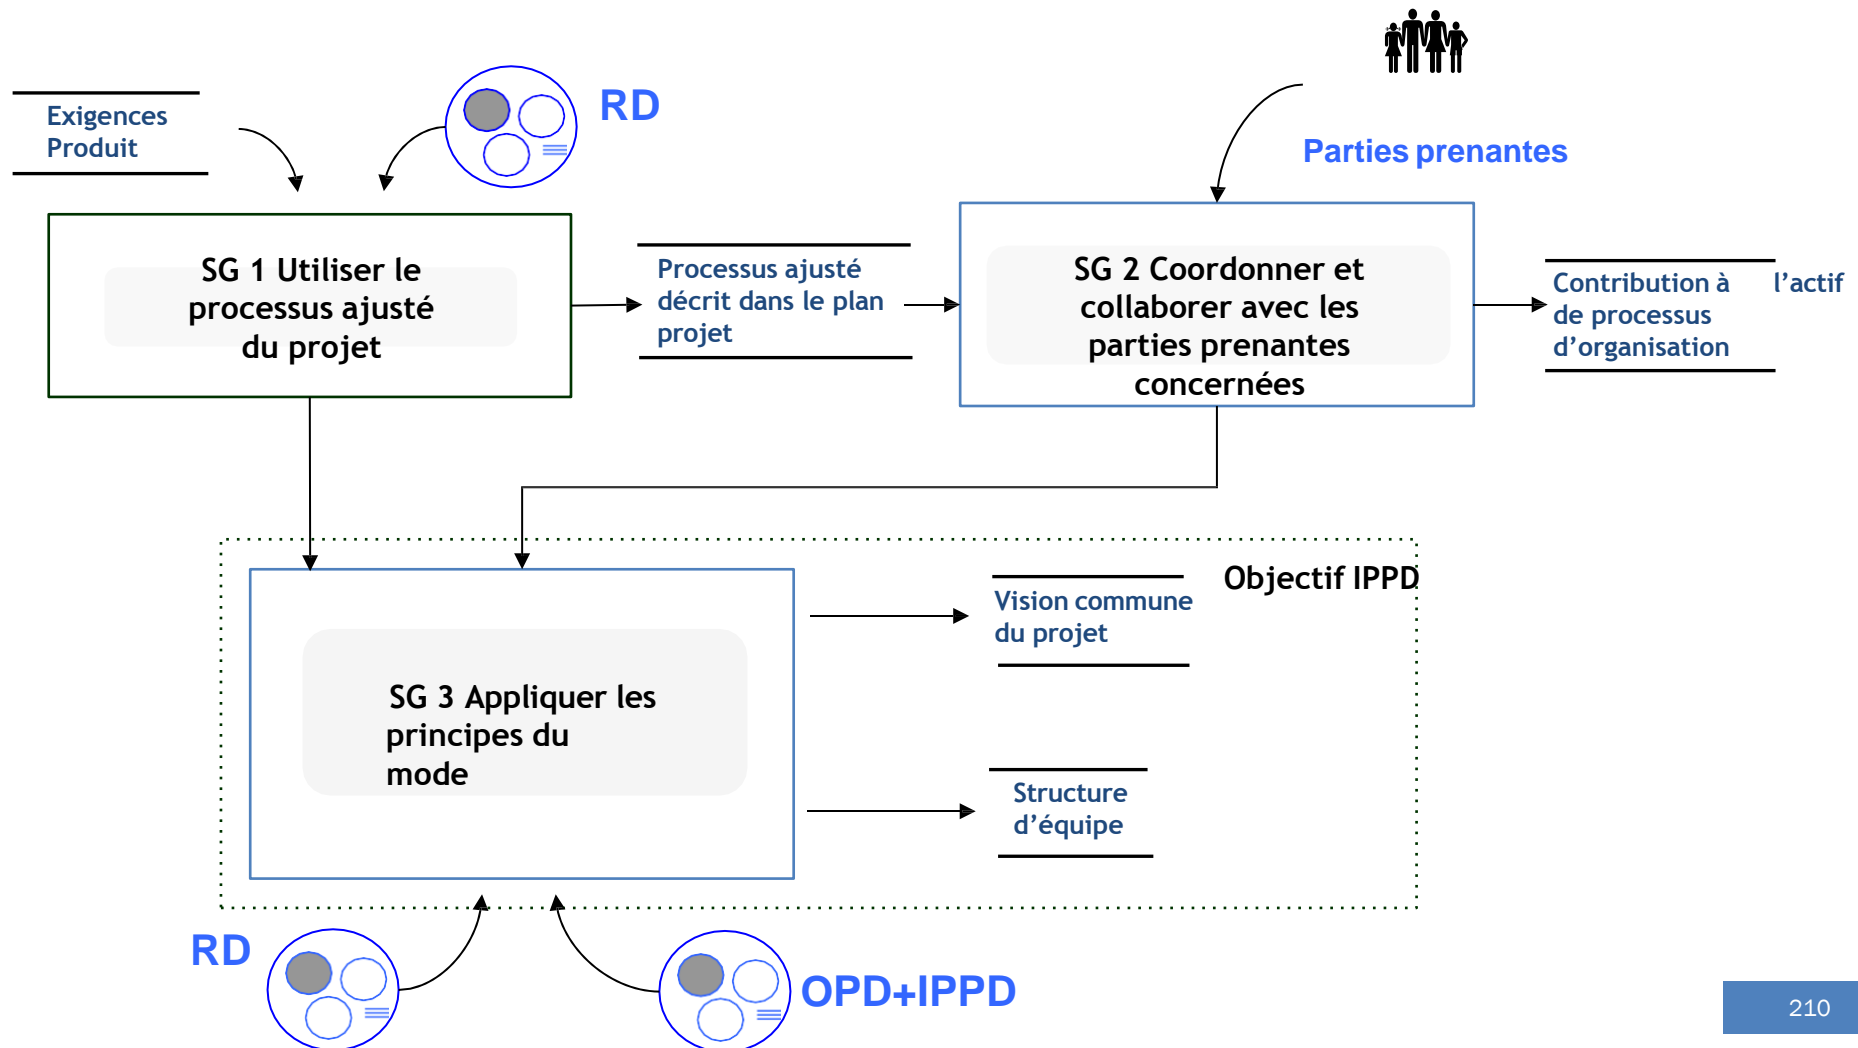 Exigences
Produit
RD
Parties prenantes
SG 1 Utiliser le
processus ajusté
du projet
Processus ajusté
décrit dans le plan
projet
SG 2 Coordonner et
collaborer avec les
parties prenantes
concernées
Contribution à l’actif
de processus
d’organisation
Objectif IPPD
Vision commune
du projet
SG 3 Appliquer les
principes du
mode
Structure
d’équipe
RD
OPD+IPPD
210